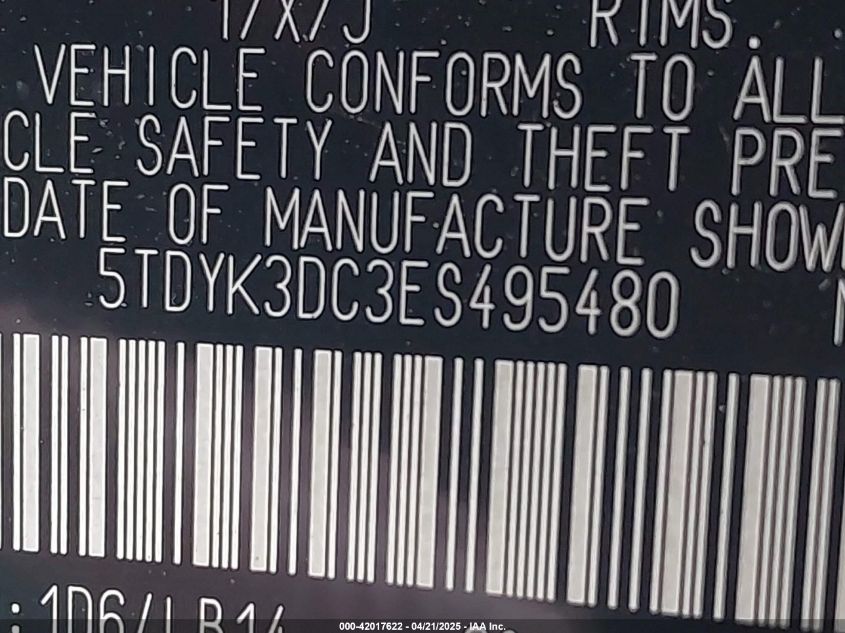 RIMS.
VEHICLE CONFORMS TO ALL
CLE SAFETY AND THEFT PRE
DATE OF MANUFACTURE SHOW
5TDYK3DC3ES495480
: 1D6/LB14
000-42017622 - 04/21/2025 - IAA Inc.